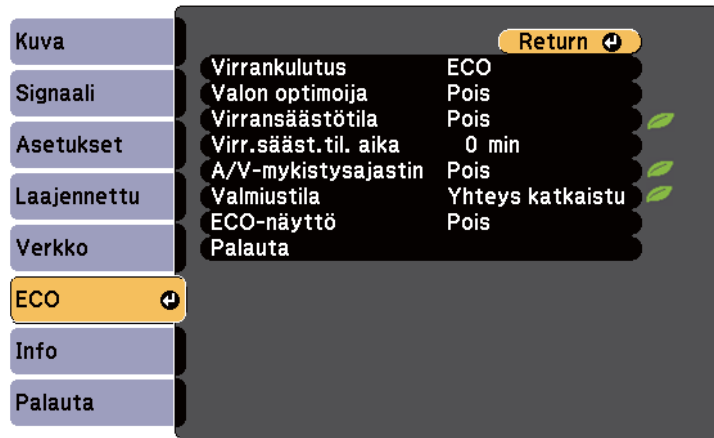 Kuva
Signaali
Asetukset
Laajennettu
Verkko
ECO
Info
Palauta
Return
Virrankulutus ECO
Valon optimoija Pois
Virransäästötila Pois
Virr.sääst.til. aika 0 min
A/V-mykistysajastin Pois
Valmiustila Yhteys katkaistu
ECO-näyttö Pois
Palauta